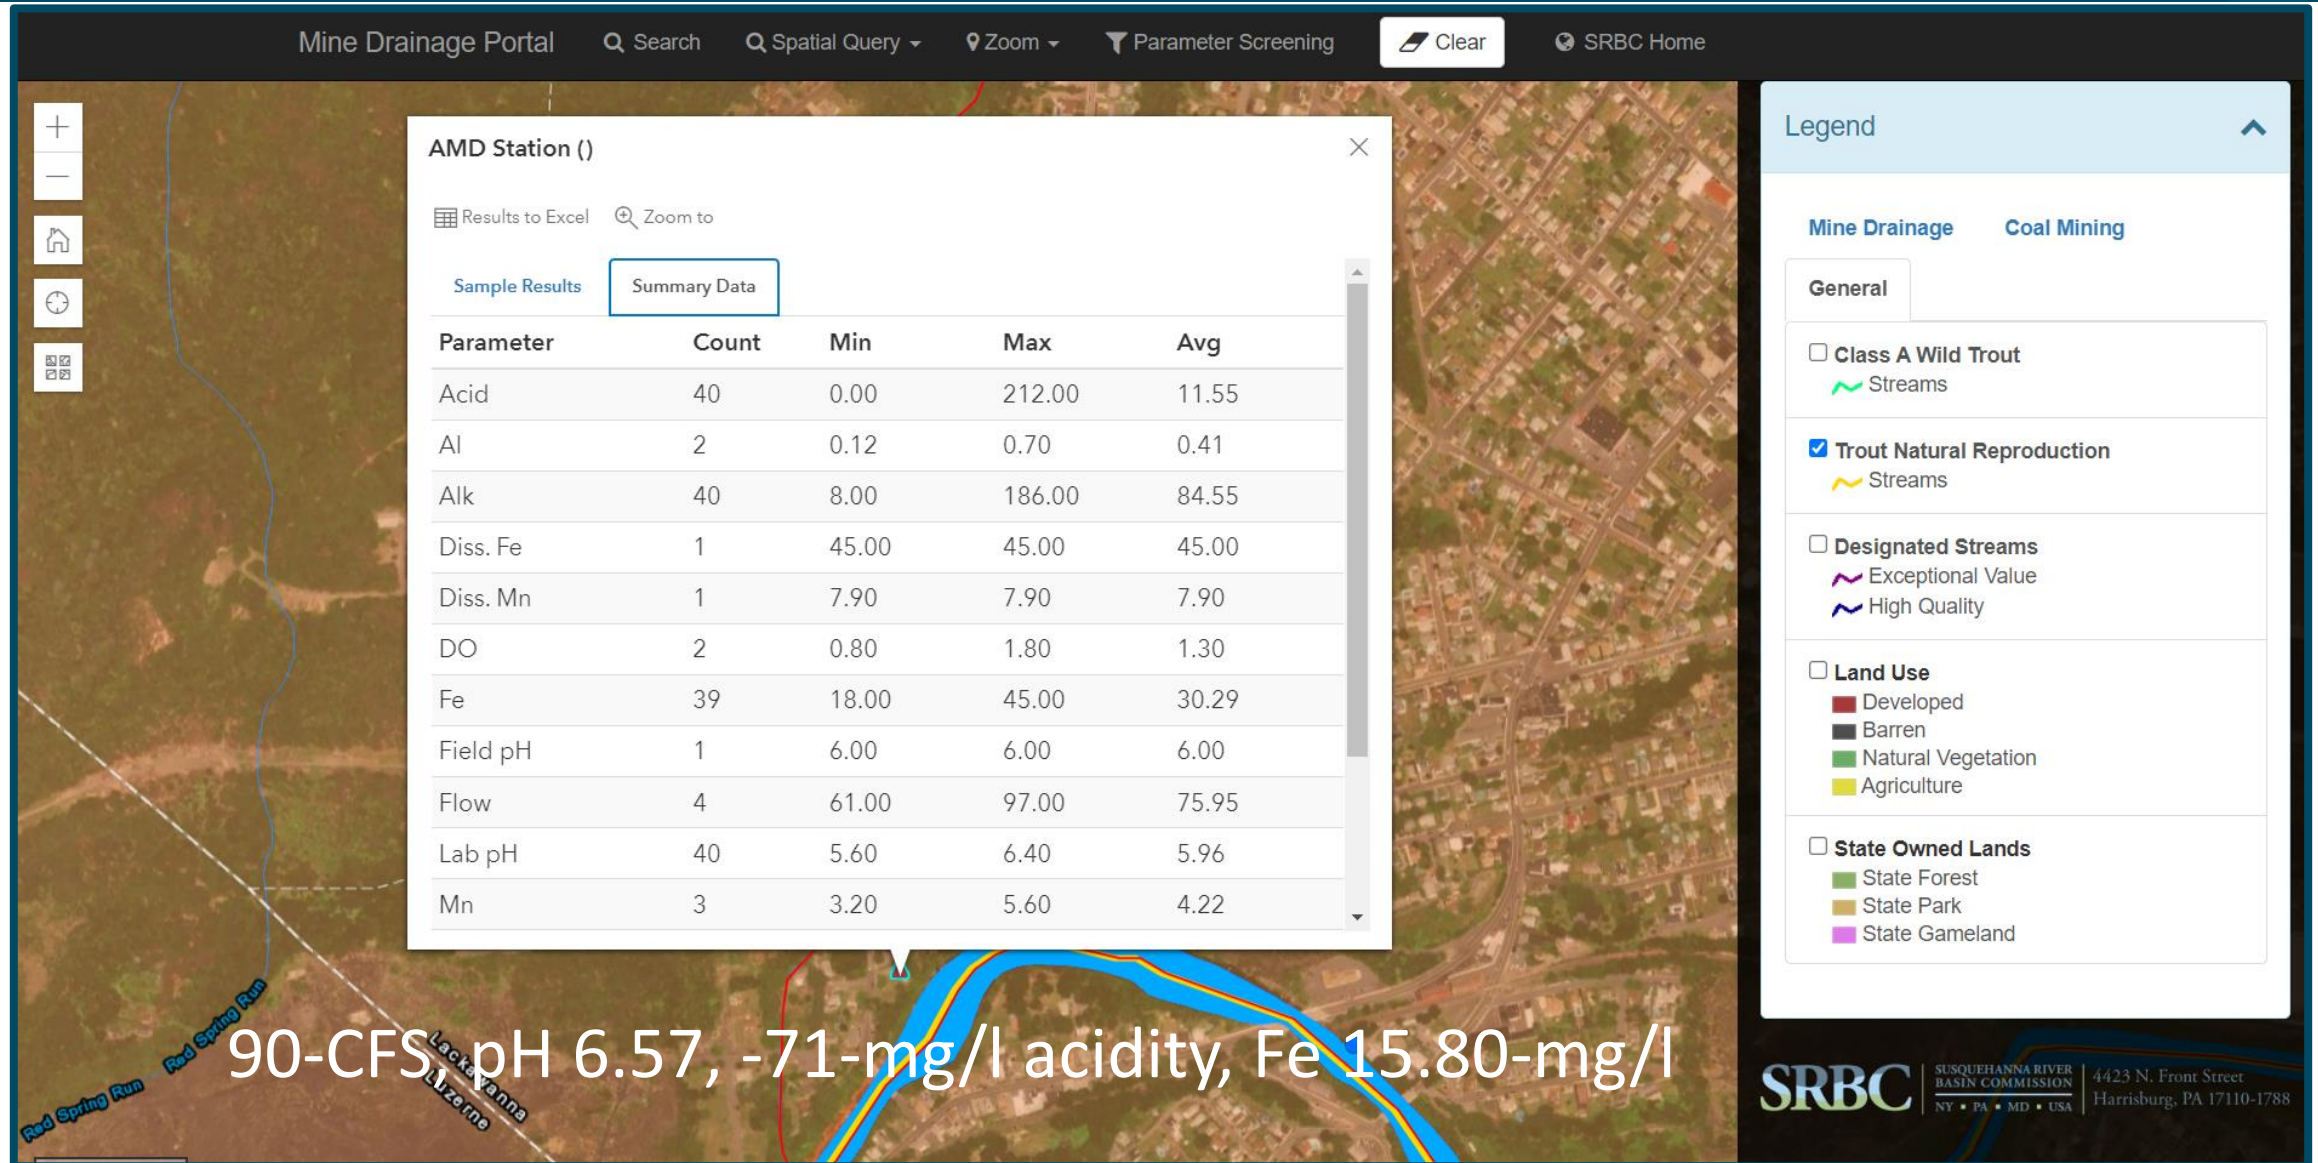 Mine Drainage Portal Search Spatial Query Zoom Parameter Screening Clear SRBC Home
AMD Station ()
Results to Excel Zoom to
Sample Results Summary Data
Parameter Count Min Max Avg
Acid 40 0.00 212.00 11.55
Al 2 0.12 0.70 0.41
Alk 40 8.00 186.00 84.55
Diss. Fe 1 45.00 45.00 45.00
Diss. Mn 1 7.90 7.90 7.90
DO 2 0.80 1.80 1.30
Fe 39 18.00 45.00 30.29
Field pH 1 6.00 6.00 6.00
Flow 4 61.00 97.00 75.95
Lab pH 40 5.60 6.40 5.96
Mn 3 3.20 5.60 4.22
Legend
Mine Drainage Coal Mining
General
Class A Wild Trout
Streams
Trout Natural Reproduction
Streams
Designated Streams
Exceptional Value
High Quality
Land Use
Developed
Barren
Natural Vegetation
Agriculture
State Owned Lands
State Forest
State Park
State Gameland
Red Spring Run
Red Spring Run
Lackawanna
Luzerne
90-CFS, pH 6.57, -71-mg/l acidity, Fe 15.80-mg/l
SRBC
SUSQUEHANNA RIVER
BASIN COMMISSION
NY ▪ PA ▪ MD ▪ USA
4423 N. Front Street
Harrisburg, PA 17110-1788